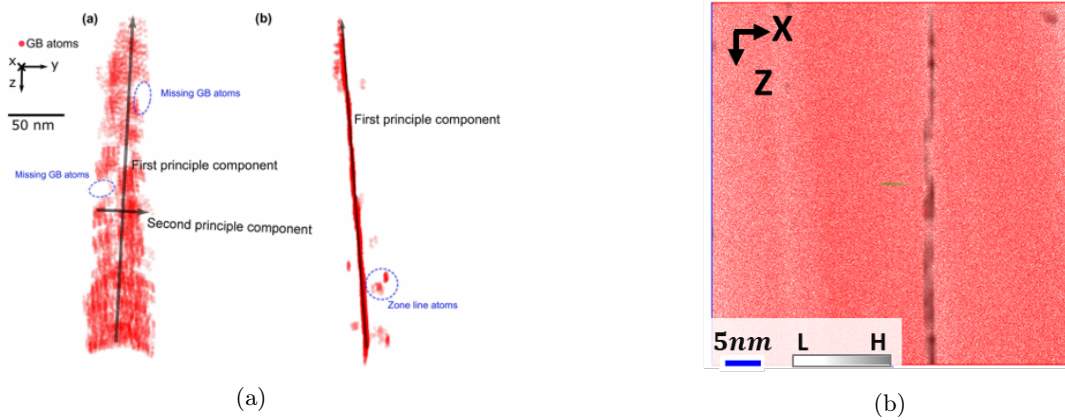 (a)
(b)
GB atoms
x
y
z
50 nm
Missing GB atoms
First principle component
Missing GB atoms
Second principle component
First principle component
Zone line atoms
(a)
X
Z
5nm
L
H
(b)